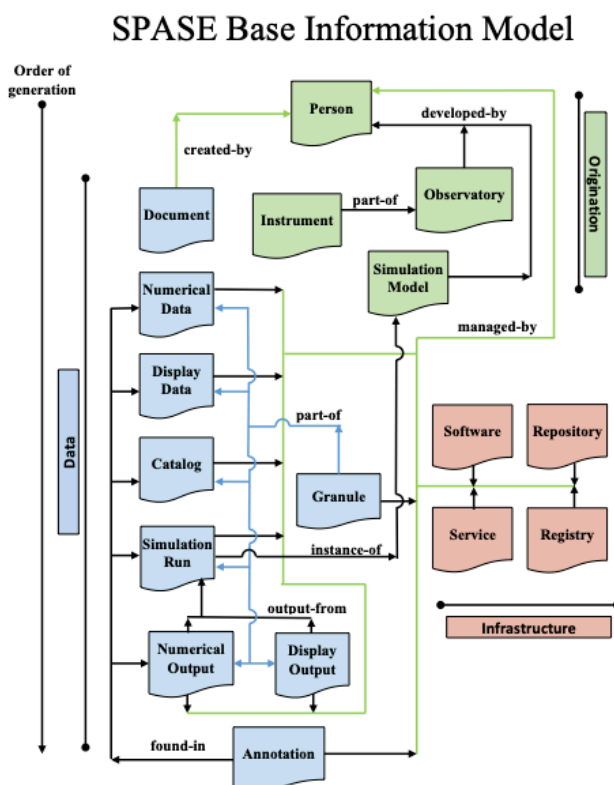 SPASE Base Information Model
Order of
generation
Person
developed-by
created-by
Origination
Document
Instrument
part-of
Observatory
Simulation
Model
Numerical
Data
managed-by
Display
Data
part-of
Software
Repository
Data
Catalog
Granule
Service
Registry
Simulation
Run
instance-of
output-from
Infrastructure
Numerical
Output
Display
Output
found-in
Annotation